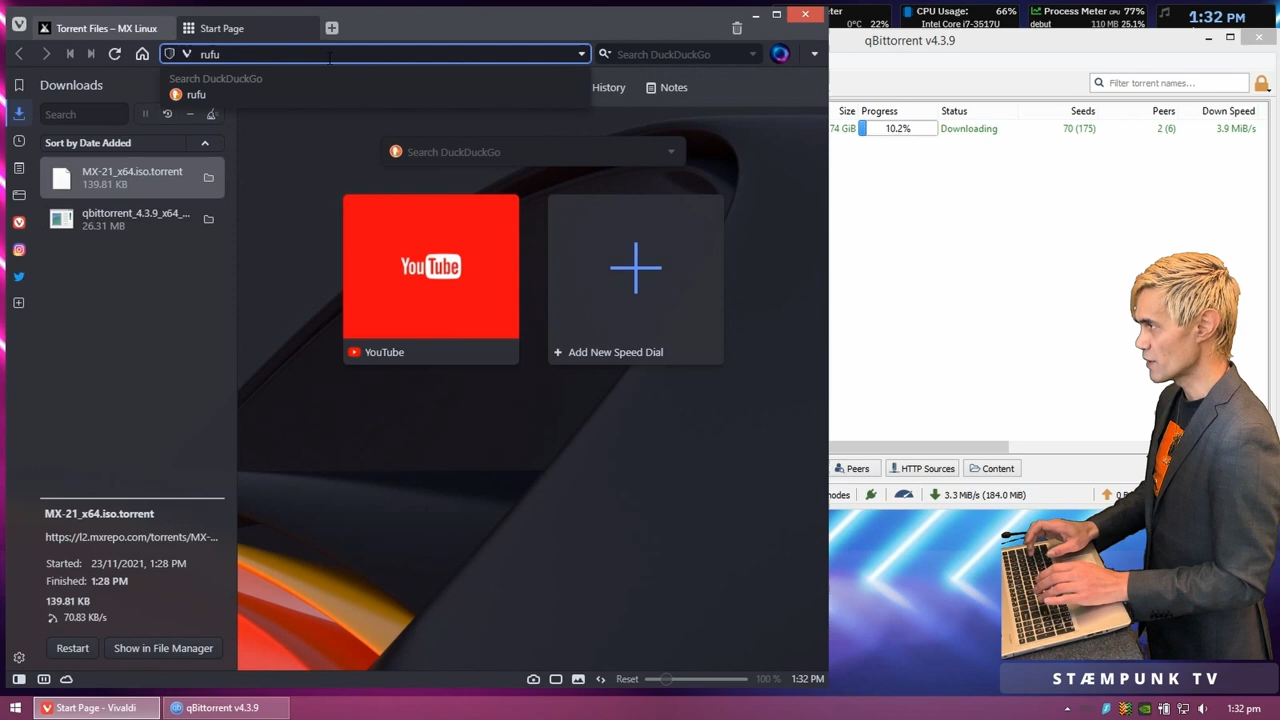 Torrent Files – MX Linux
Start Page
rufu
Search DuckDuckGo
Search DuckDuckGo
rufu
History
Notes
Downloads
Search
Sort by Date Added
MX-21_x64.iso.torrent
139.81 KB
qbittorrent_4.3.9_x64_...
26.31 MB
Search DuckDuckGo
YouTube
YouTube
Add New Speed Dial
MX-21_x64.iso.torrent
https://l2.mxrepo.com/torrents/MX-...
Started: 23/11/2021, 1:28 PM
Finished: 1:28 PM
139.81 KB
70.83 KB/s
Restart
Show in File Manager
Reset
100 %
1:32 PM
0°C 22%
CPU Usage: 66%
Intel Core i7-3517U
Process Meter CPU 77%
debut 110 MB 25.1%
1:32 PM
qBittorrent v4.3.9
Filter torrent names...
Size Progress Status Seeds Peers Down Speed
74 GiB 10.2% Downloading 70 (175) 2 (6) 3.9 MiB/s
Peers
HTTP Sources
Content
nodes
3.3 MiB/s (184.0 MiB)
STÆMPUNK TV
Start Page - Vivaldi
qBittorrent v4.3.9
1:32 pm